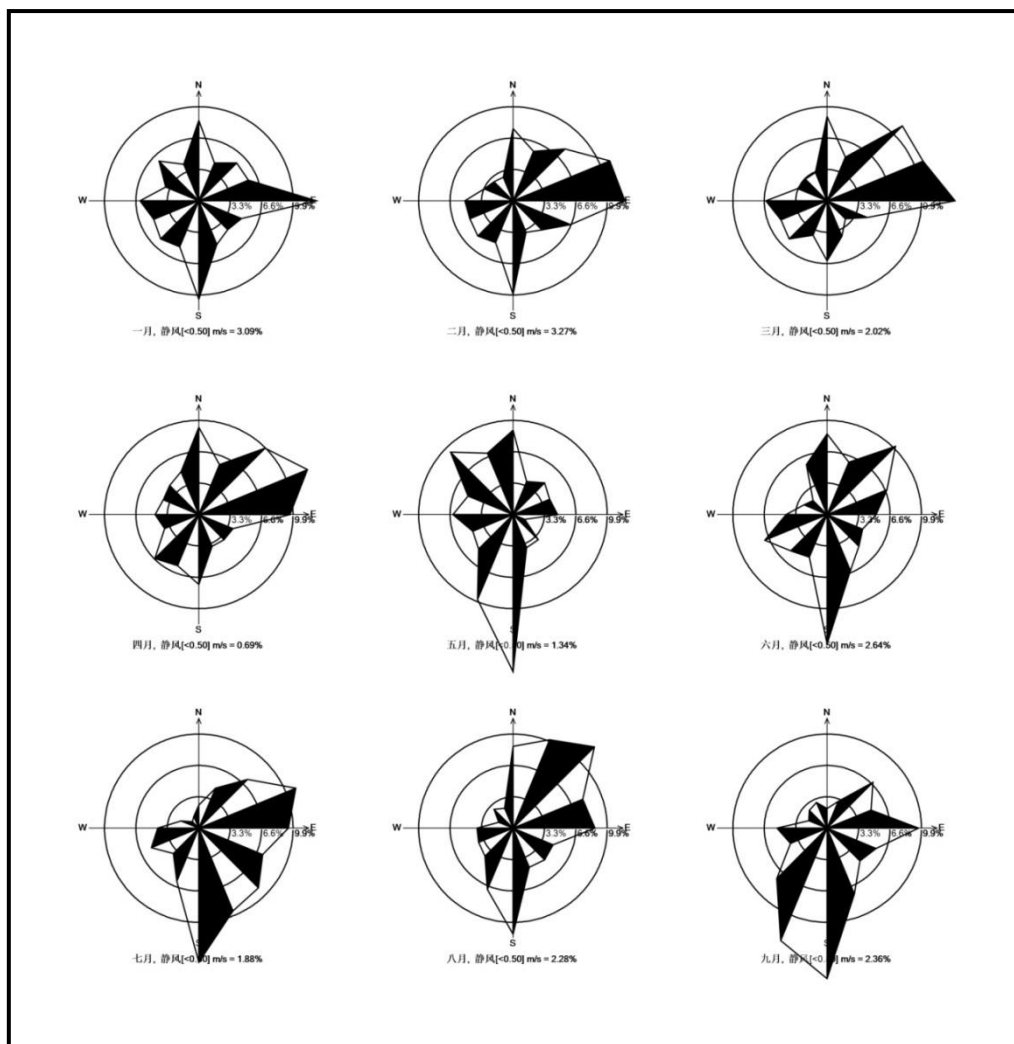 N N N
W 3.3% 6.6% 9.9% E W 3.3% 6.6% 9.9% E W 3.3% 6.6% 9.9% E
S S S
一月, 静风[<0.50] m/s = 3.09% 二月, 静风[<0.50] m/s = 3.27% 三月, 静风[<0.50] m/s = 2.02%
N N N
W 3.3% 6.6% 9.9% E W 3.3% 6.6% 9.9% E W 3.3% 6.6% 9.9% E
S S S
四月, 静风[<0.50] m/s = 0.69% 五月, 静风[<0.50] m/s = 1.34% 六月, 静风[<0.50] m/s = 2.64%
N N N
W 3.3% 6.6% 9.9% E W 3.3% 6.6% 9.9% E W 3.3% 6.6% 9.9% E
S S
七月, 静风[<0.50] m/s = 1.88% 八月, 静风[<0.50] m/s = 2.28% 九月, 静风[<0.50] m/s = 2.36%